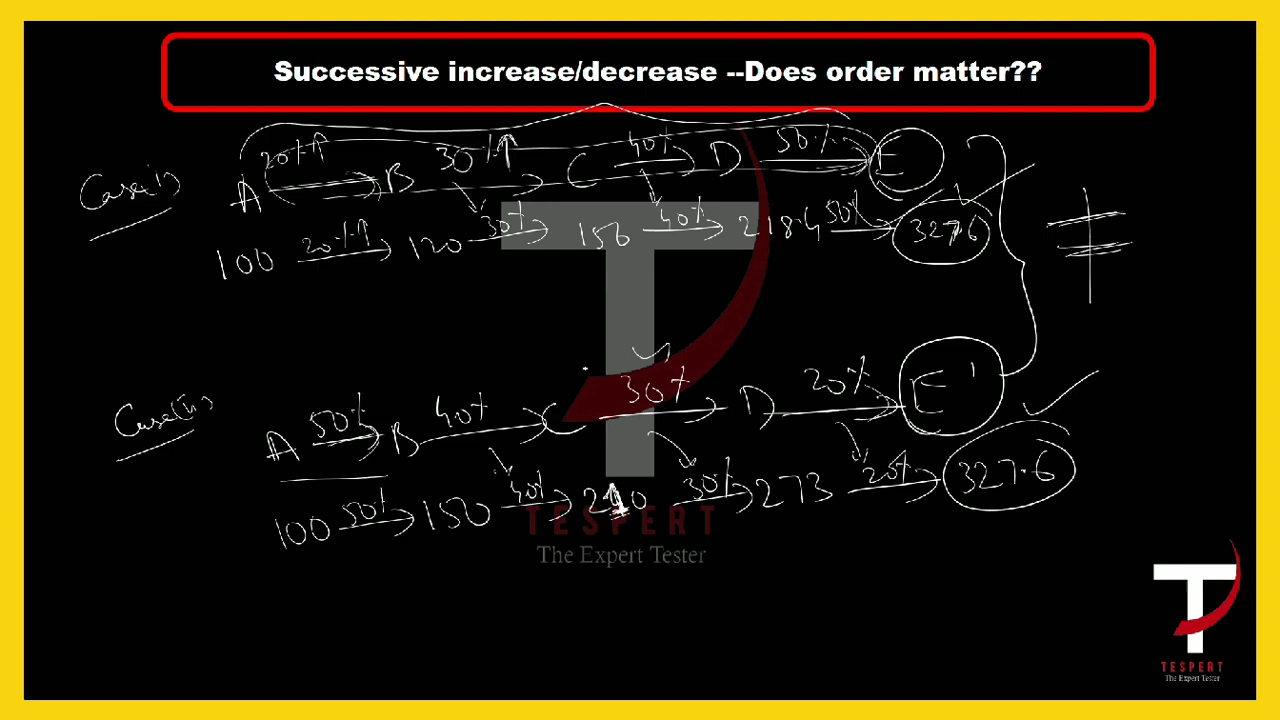 Successive increase/decrease --Does order matter??
Case(i) A 20%↑ B 30%↑ C 40% D 50% E
100 20%↑ 120 30% 156 40% 218.4 50% 327.6 ≠
Case(ii) A 50% B 40% C 30% D 20% E'
100 50% 150 40% 210 30% 273 20% 327.6
TESPERT
The Expert Tester
TESPERT
The Expert Tester